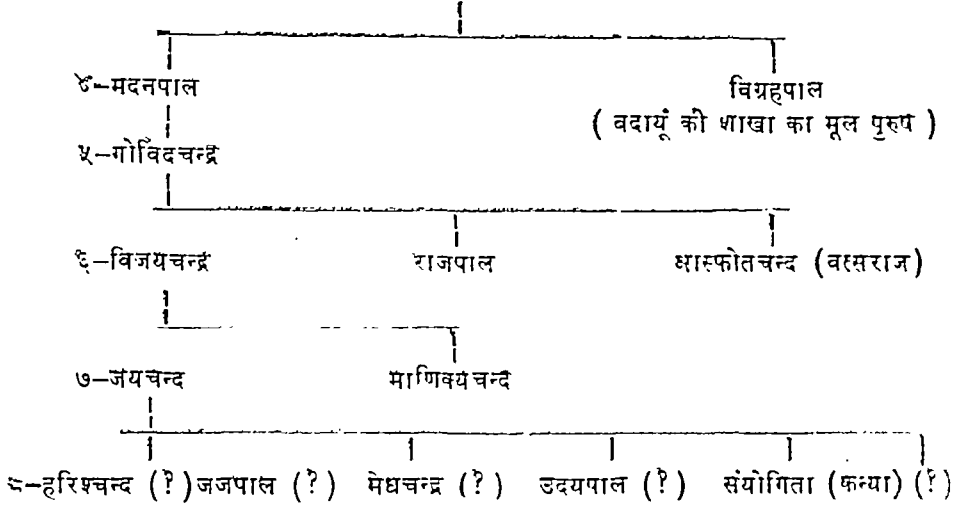 ४–मदनपाल विग्रहपाल
( वदायूं की शाखा का मूल पुरुष )
५–गोविंदचन्द्र
६–विजयचन्द्र राजपाल आस्फोतचन्द (वत्सराज)
७–जयचन्द माणिक्यचन्द
८–हरिश्चन्द (?) जजपाल (?) मेघचन्द्र (?) उदयपाल (?) संयोगिता (कन्या) (?)